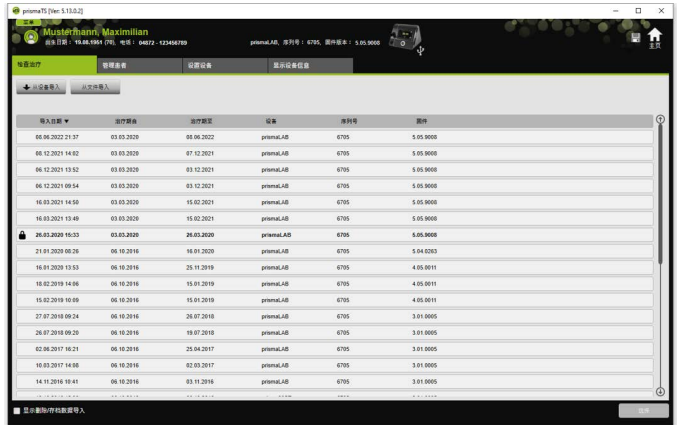 prismaTS [Ver: 5.13.0.2]
菜单
Mustermann, Maximilian
出生日期: 19.08.1951 (70), 电话: 04872 - 123456789
prismaLAB, 序列号: 6705, 固件版本: 5.05.9008
主页
检查治疗 管理患者 设置设备 显示设备信息
从设备导入 从文件导入
导入日期 ▼ 治疗期自 治疗期至 设备 序列号 固件
08.06.2022 21:37 03.03.2020 08.06.2022 prismaLAB 6705 5.05.9008
08.12.2021 14:02 03.03.2020 07.12.2021 prismaLAB 6705 5.05.9008
06.12.2021 13:52 03.03.2020 03.12.2021 prismaLAB 6705 5.05.9008
06.12.2021 09:54 03.03.2020 03.12.2021 prismaLAB 6705 5.05.9008
16.03.2021 14:50 03.03.2020 15.02.2021 prismaLAB 6705 5.05.9008
16.03.2021 13:49 03.03.2020 15.02.2021 prismaLAB 6705 5.05.9008
26.03.2020 15:33 03.03.2020 26.03.2020 prismaLAB 6705 5.05.9008
21.01.2020 08:26 06.10.2016 16.01.2020 prismaLAB 6705 5.04.0263
16.01.2020 13:53 06.10.2016 25.11.2019 prismaLAB 6705 4.05.0011
18.02.2019 14:06 06.10.2016 15.01.2019 prismaLAB 6705 4.05.0011
15.02.2019 10:09 06.10.2016 15.01.2019 prismaLAB 6705 4.05.0011
27.07.2018 09:24 06.10.2016 26.07.2018 prismaLAB 6705 3.01.0005
26.07.2018 09:20 06.10.2016 19.07.2018 prismaLAB 6705 3.01.0005
02.06.2017 16:21 06.10.2016 25.04.2017 prismaLAB 6705 3.01.0005
10.03.2017 14:08 06.10.2016 02.03.2017 prismaLAB 6705 3.01.0005
14.11.2016 10:41 06.10.2016 03.11.2016 prismaLAB 6705 3.01.0005
显示删除/存档数据导入